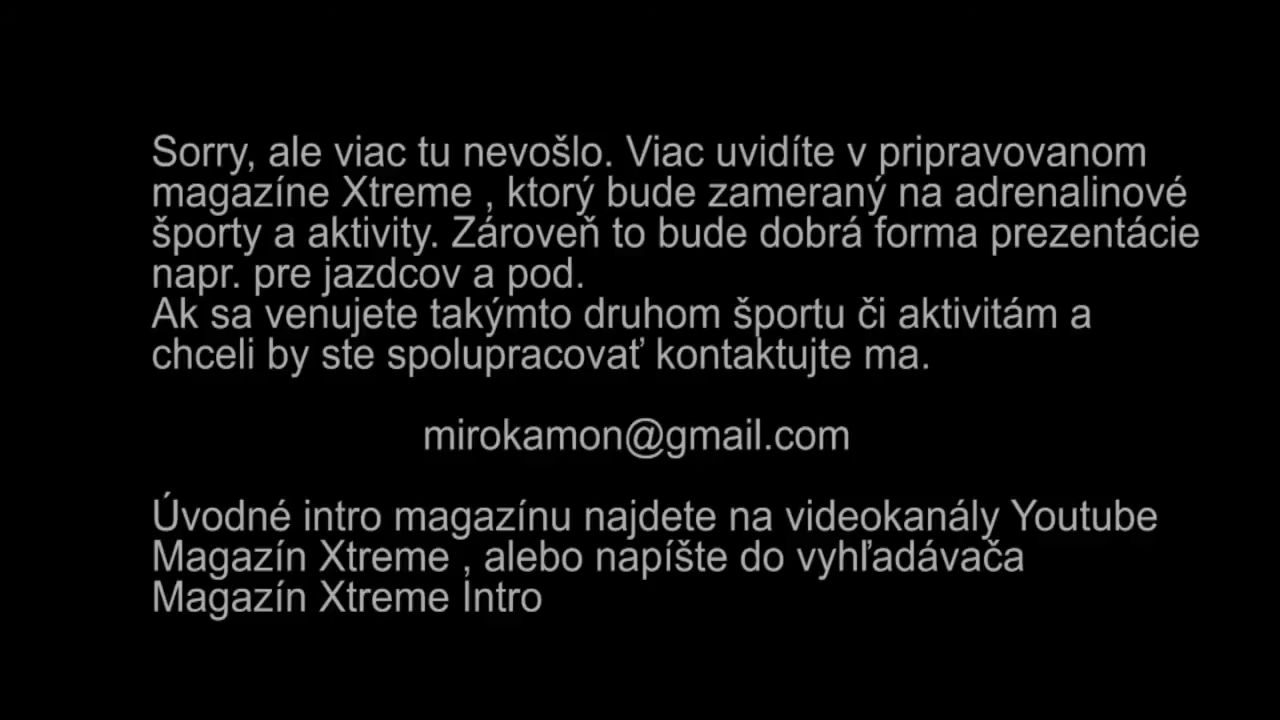 Sorry, ale viac tu nevošlo. Viac uvidíte v pripravovanom
magazíne Xtreme , ktorý bude zameraný na adrenalinové
športy a aktivity. Zároveň to bude dobrá forma prezentácie
napr. pre jazdcov a pod.
Ak sa venujete takýmto druhom športu či aktivitám a
chceli by ste spolupracovať kontaktujte ma.
mirokamon@gmail.com
Úvodné intro magazínu najdete na videokanály Youtube
Magazín Xtreme , alebo napíšte do vyhľadávača
Magazín Xtreme Intro